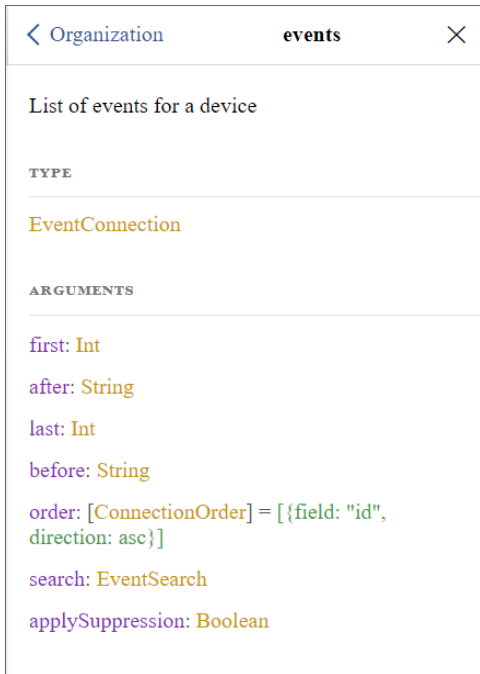 Organization events
List of events for a device
TYPE
EventConnection
ARGUMENTS
first: Int
after: String
last: Int
before: String
order: [ConnectionOrder] = [{field: "id",
direction: asc}]
search: EventSearch
applySuppression: Boolean